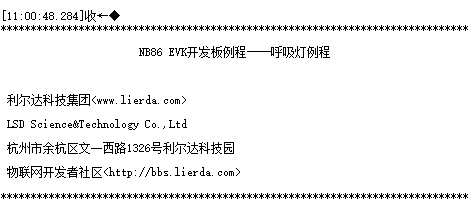 [11:00:48.284]收←◆
********************************************************************************
NB86 EVK开发板例程——呼吸灯例程
利尔达科技集团<www.lierda.com>
LSD Science&Technology Co.,Ltd
杭州市余杭区文一西路1326号利尔达科技园
物联网开发者社区<http://bbs.lierda.com>
********************************************************************************